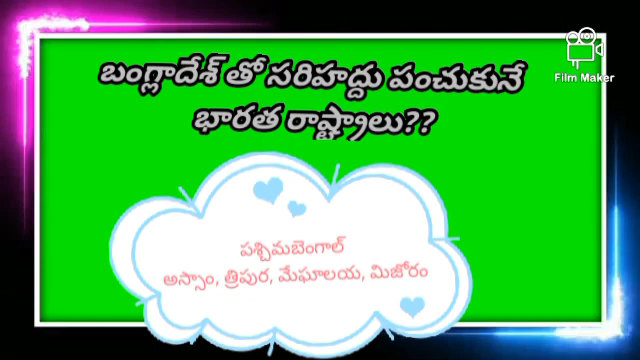 Film Maker
బంగ్లాదేశ్ తో సరిహద్దు పంచుకునే
భారత రాష్ట్రాలు??
పశ్చిమబెంగాల్
అస్సాం, త్రిపుర, మేఘాలయ, మిజోరం